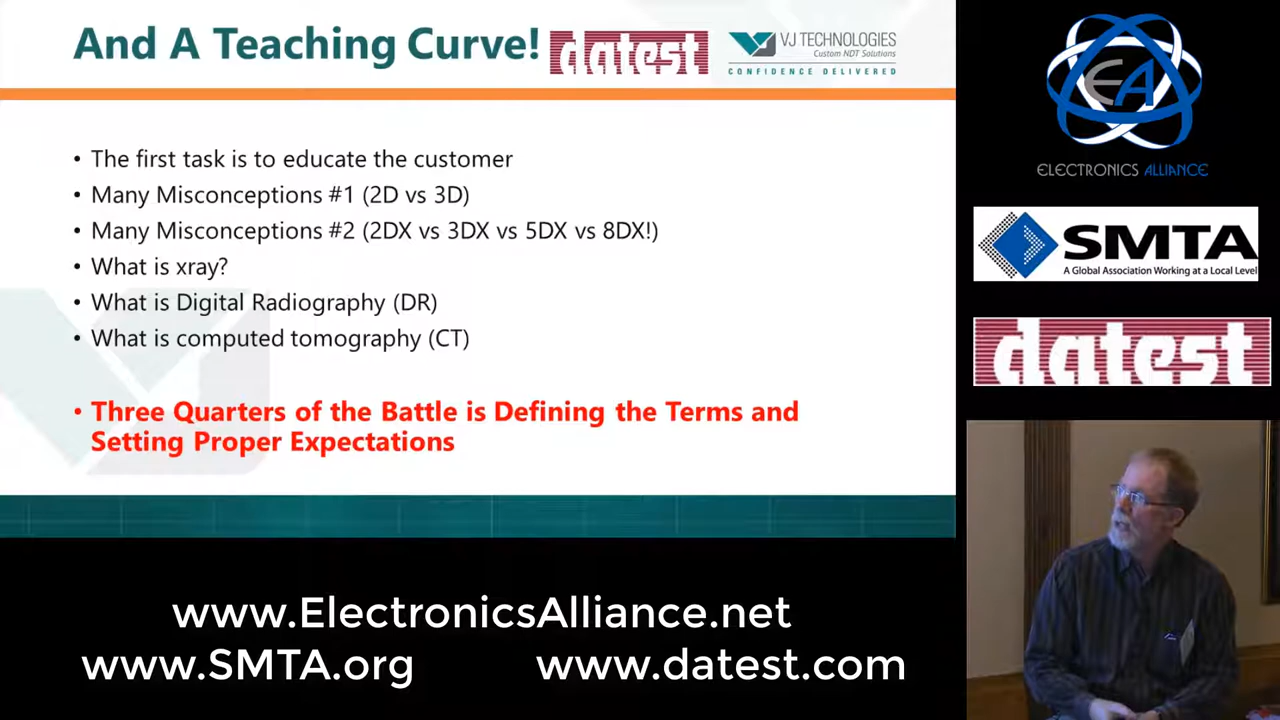 And A Teaching Curve!
datest
VJ TECHNOLOGIES
Custom NDT Solutions
CONFIDENCE DELIVERED
• The first task is to educate the customer
• Many Misconceptions #1 (2D vs 3D)
• Many Misconceptions #2 (2DX vs 3DX vs 5DX vs 8DX!)
• What is xray?
• What is Digital Radiography (DR)
• What is computed tomography (CT)
• Three Quarters of the Battle is Defining the Terms and
Setting Proper Expectations
EA
ELECTRONICS ALLIANCE
SMTA
A Global Association Working at a Local Level
datest
www.ElectronicsAlliance.net
www.SMTA.org
www.datest.com